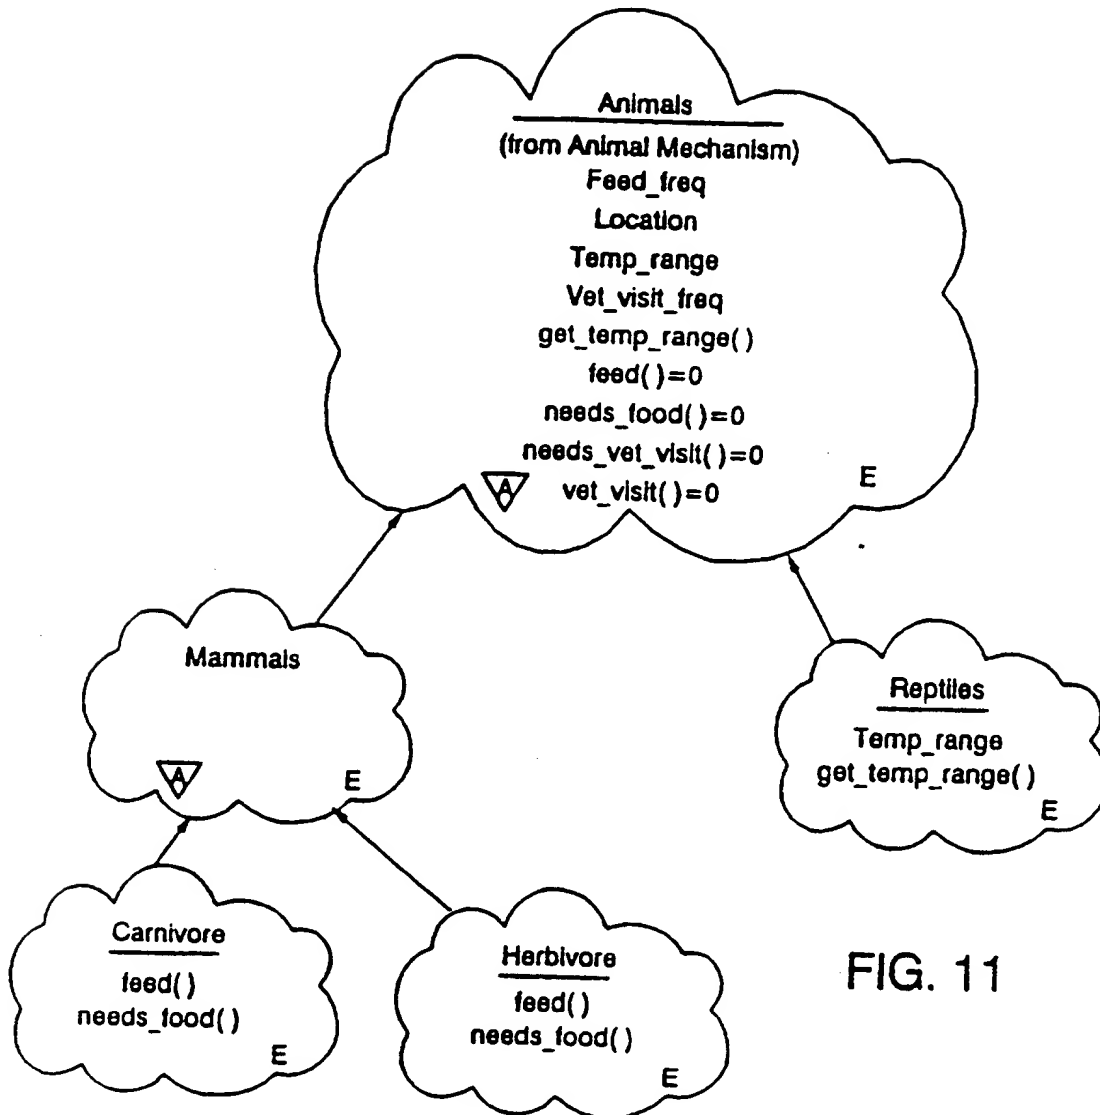 Animals
(from Animal Mechanism)
Feed_freq
Location
Temp_range
Vet_visit_freq
get_temp_range( )
feed( )=0
needs_food( )=0
needs_vet_visit( )=0
vet_visit( )=0
A
E
Mammals
A
E
Reptiles
Temp_range
get_temp_range( )
E
Carnivore
feed( )
needs_food( )
E
Herbivore
feed( )
needs_food( )
E
FIG. 11